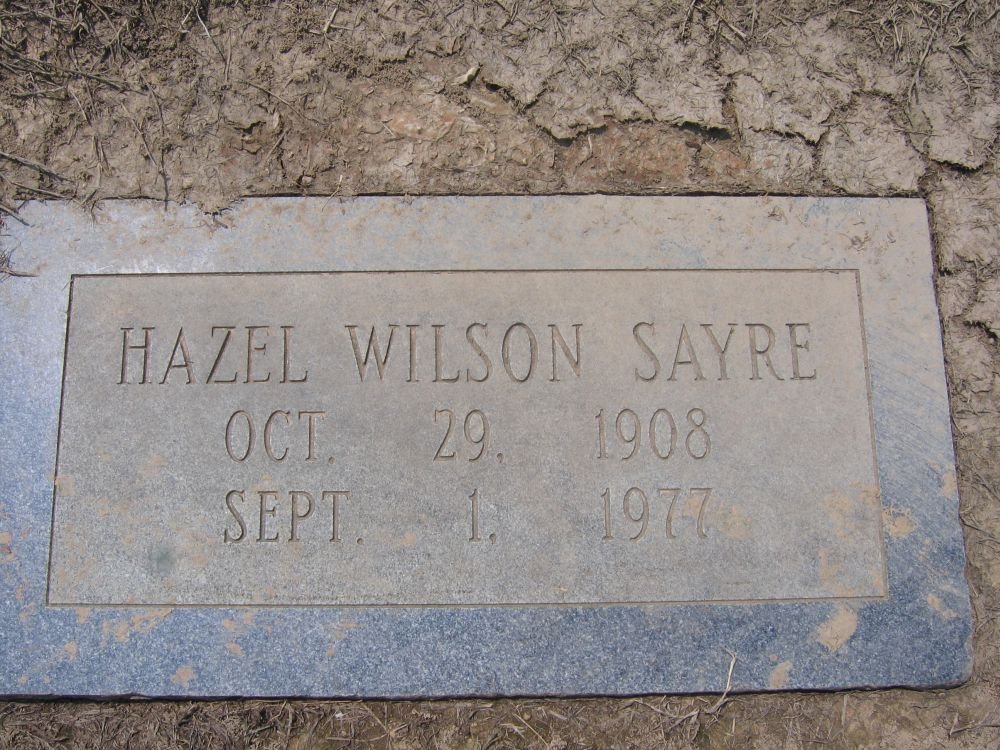 HAZEL WILSON SAYRE
OCT. 29, 1908
SEPT. 1, 1977